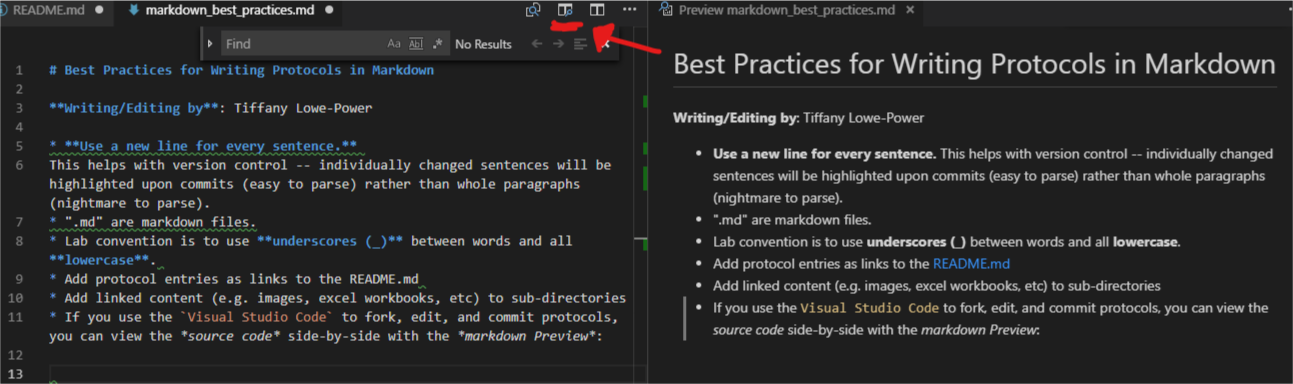 README.md
markdown_best_practices.md
Preview markdown_best_practices.md
Find
Aa
Abl
.*
No Results
1 # Best Practices for Writing Protocols in Markdown
2
3 **Writing/Editing by**: Tiffany Lowe-Power
4
5 * **Use a new line for every sentence.**
6 This helps with version control -- individually changed sentences will be
highlighted upon commits (easy to parse) rather than whole paragraphs
(nightmare to parse).
7 * ".md" are markdown files.
8 * Lab convention is to use **underscores (_)** between words and all
**lowercase**.
9 * Add protocol entries as links to the README.md
10 * Add linked content (e.g. images, excel workbooks, etc) to sub-directories
11 * If you use the `Visual Studio Code` to fork, edit, and commit protocols,
you can view the *source code* side-by-side with the *markdown Preview*:
12
13
Best Practices for Writing Protocols in Markdown
Writing/Editing by: Tiffany Lowe-Power
• Use a new line for every sentence. This helps with version control -- individually changed
sentences will be highlighted upon commits (easy to parse) rather than whole paragraphs
(nightmare to parse).
• ".md" are markdown files.
• Lab convention is to use underscores (_) between words and all lowercase.
• Add protocol entries as links to the README.md
• Add linked content (e.g. images, excel workbooks, etc) to sub-directories
• If you use the Visual Studio Code to fork, edit, and commit protocols, you can view the
source code side-by-side with the markdown Preview: